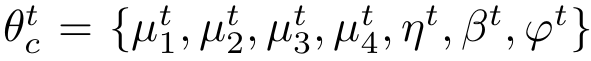 θ_c^t = {μ_1^t, μ_2^t, μ_3^t, μ_4^t, η^t, β^t, φ^t}